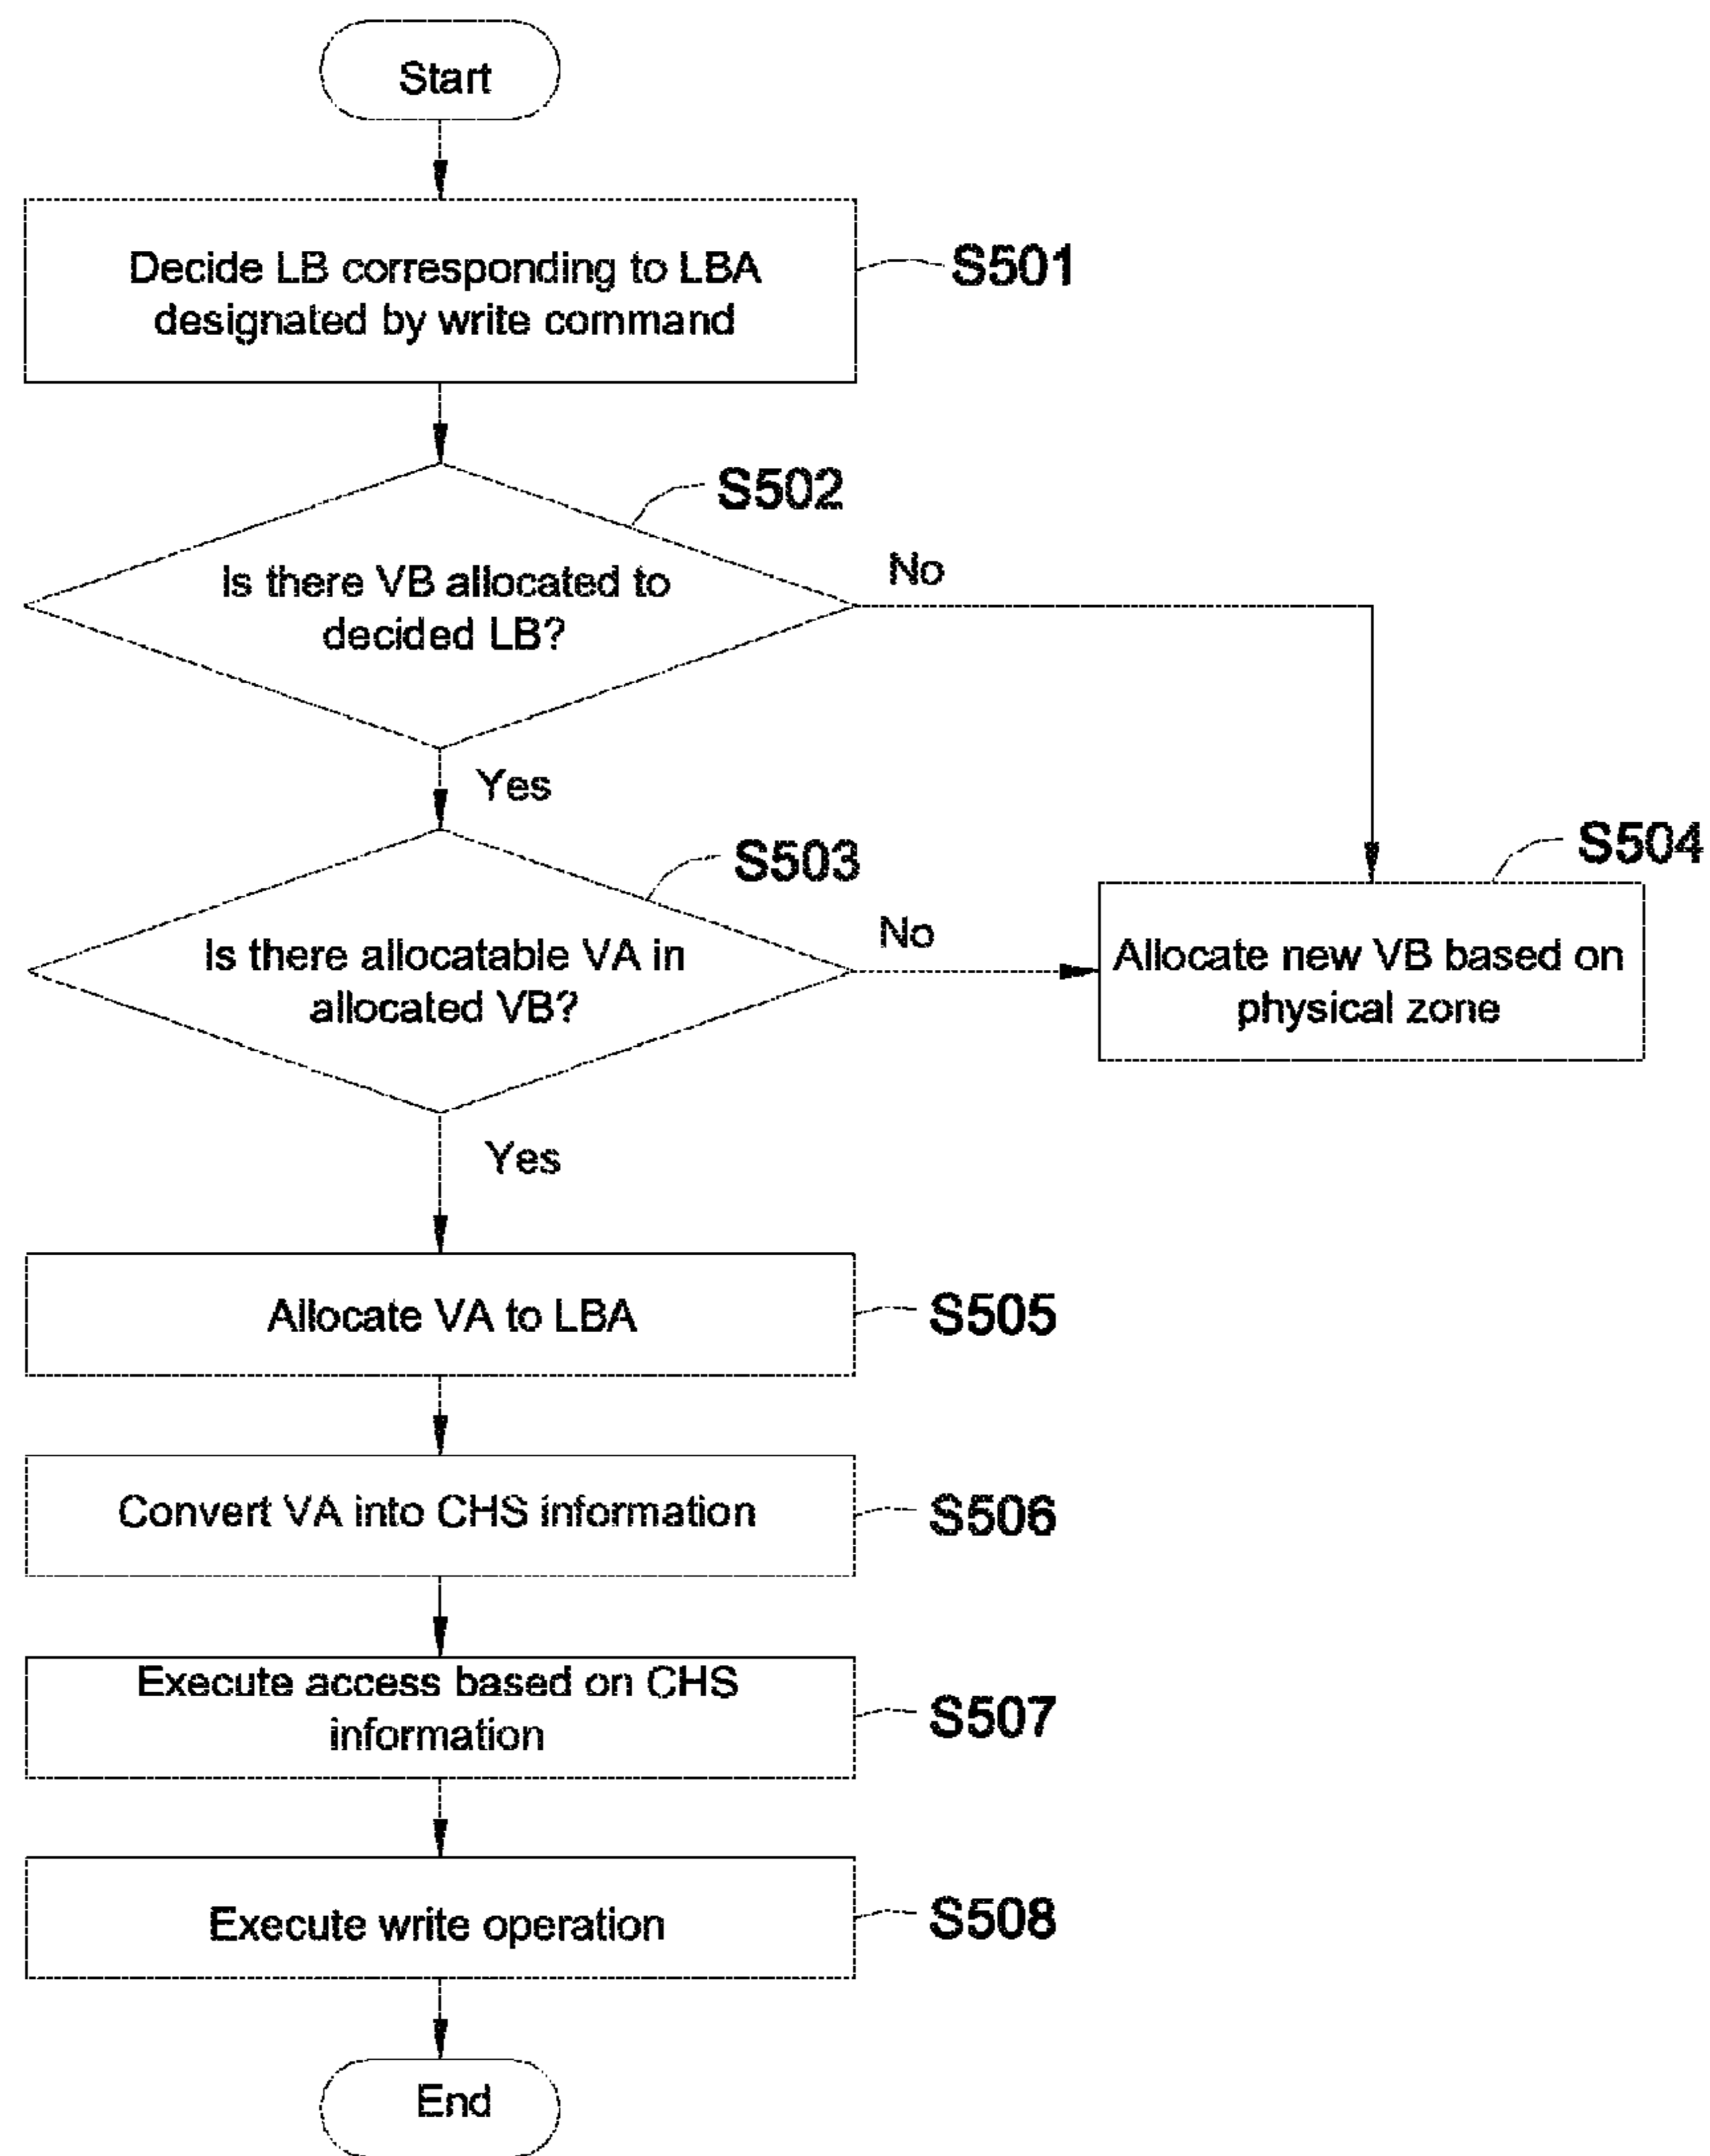 Start
Decide LB corresponding to LBA
designated by write command
S501
S502
Is there VB allocated to
decided LB?
No
Yes
S503
Is there allocatable VA in
allocated VB?
No
S504
Allocate new VB based on
physical zone
Yes
Allocate VA to LBA
S505
Convert VA into CHS information
S506
Execute access based on CHS
information
S507
Execute write operation
S508
End